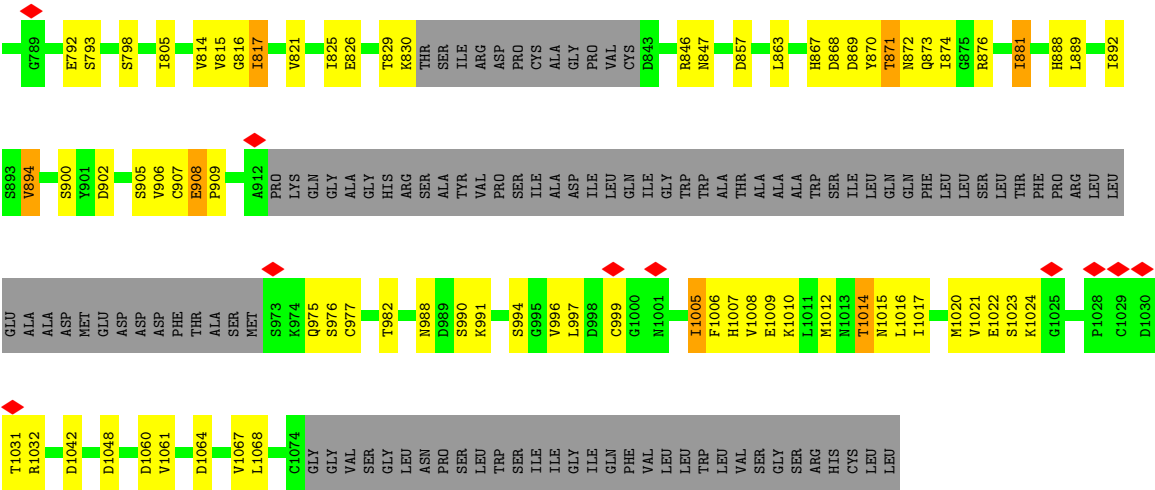 G789 E792 S793 S798 I805 V814 V815 G816 I817 V821 I825 E826 T829 K830 THR SER ILE ARG ASP PRO CYS ALA GLY PRO VAL CYS D843 R846 N847 D857 L863 H867 D868 D869 Y870 T871 N872 Q873 I874 G875 R876 I881 H888 L889 I892
S893 V894 S900 Y901 D902 S905 V906 C907 E908 P909 A912 PRO LYS GLN GLY ALA GLY HIS ARG SER ALA TYR VAL PRO SER ILE ALA ASP ILE LEU GLN ILE GLY TRP TRP ALA THR ALA ALA ALA TRP SER ILE LEU GLN GLN PHE LEU LEU SER LEU THR PHE PRO ARG LEU LEU
GLU ALA ALA ASP MET GLU ASP ASP ASP PHE THR ALA SER MET S973 K974 Q975 S976 C977 T982 N988 D989 S990 K991 S994 G995 V996 L997 D998 C999 G1000 N1001 I1005 F1006 H1007 V1008 E1009 K1010 L1011 M1012 N1013 T1014 N1015 L1016 I1017 M1020 V1021 E1022 S1023 K1024 G1025 P1028 C1029 D1030
T1031 R1032 D1042 D1048 D1060 V1061 D1064 V1067 L1068 C1074 GLY GLY VAL SER GLY LEU ASN PRO SER LEU TRP SER ILE ILE GLY ILE GLN PHE VAL LEU LEU TRP LEU VAL SER GLY SER ARG HIS CYS LEU LEU